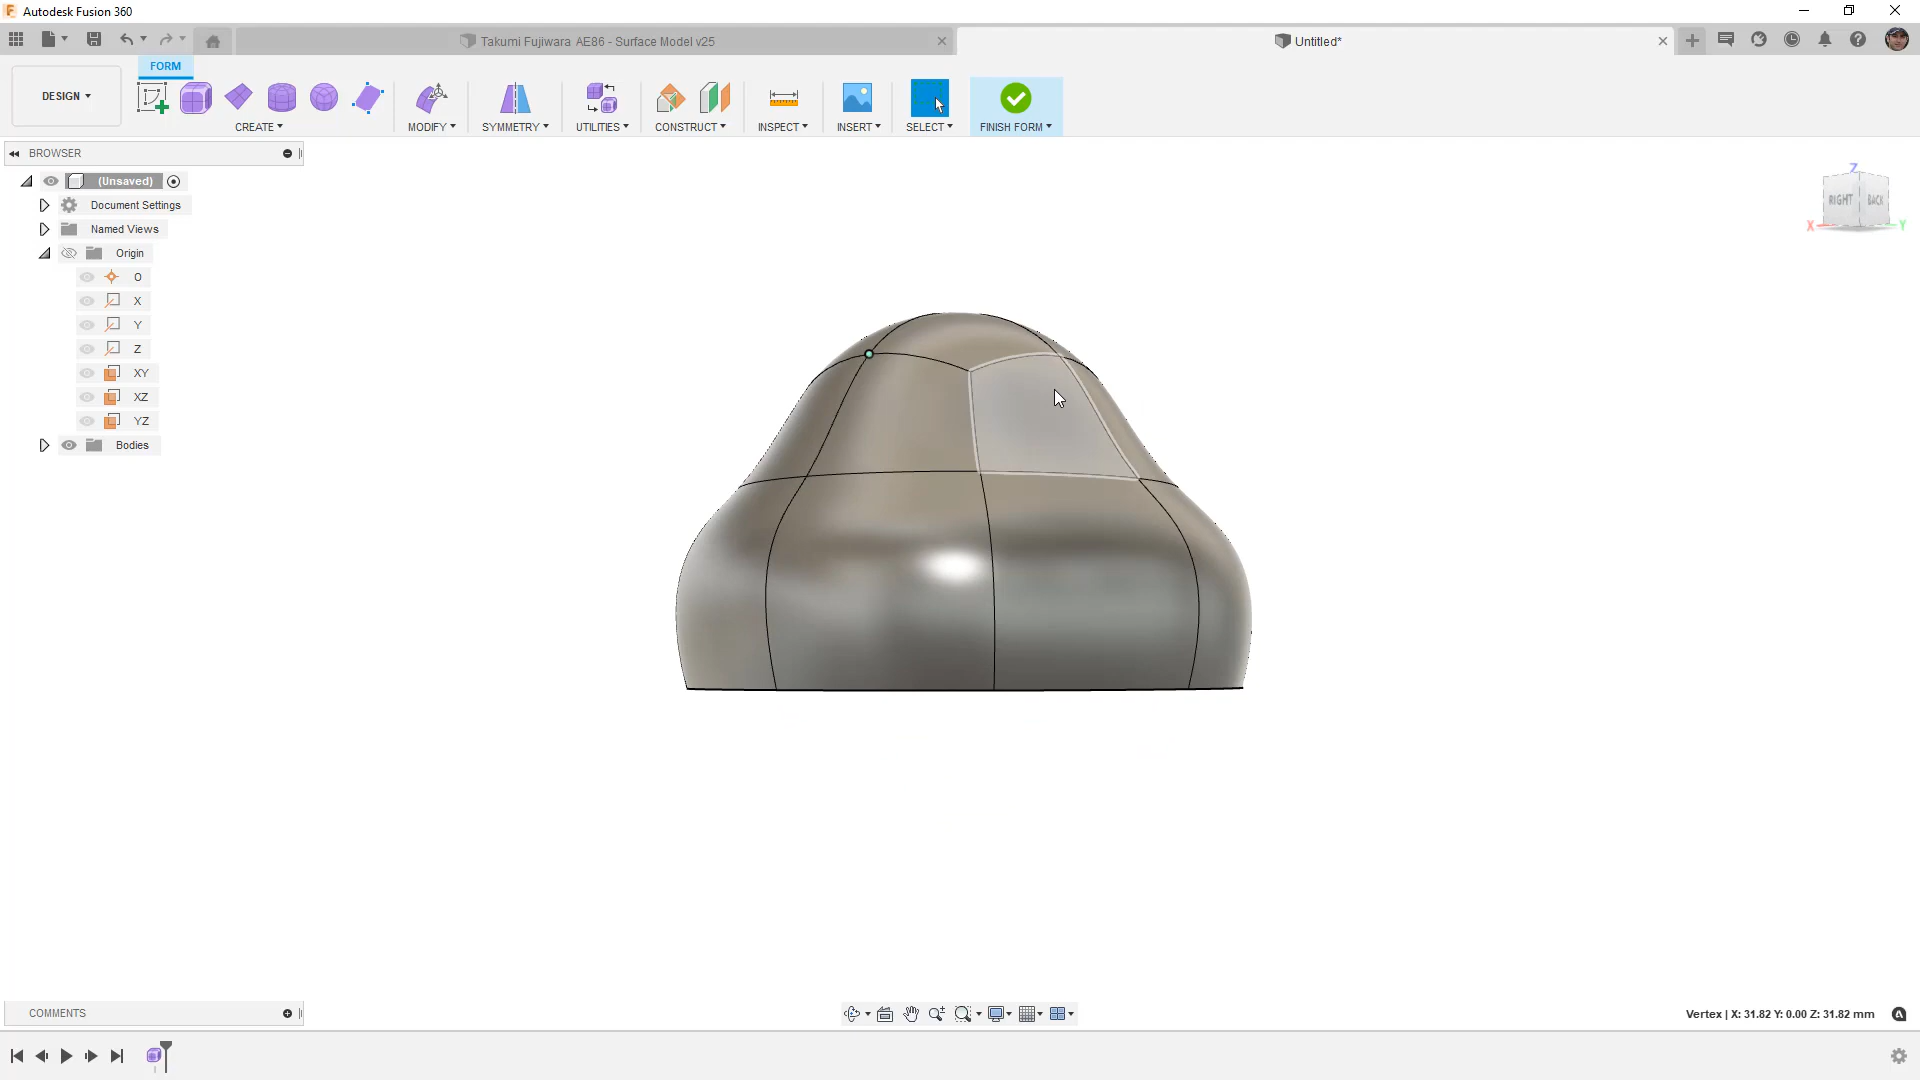 Autodesk Fusion 360
Takumi Fujiwara AE86 - Surface Model v25
Untitled*
FORM
DESIGN
CREATE
MODIFY
SYMMETRY
UTILITIES
CONSTRUCT
INSPECT
INSERT
SELECT
FINISH FORM
BROWSER
(Unsaved)
Document Settings
Named Views
Origin
O
X
Y
Z
XY
XZ
YZ
Bodies
Z
RIGHT
BACK
X
Y
COMMENTS
Vertex | X: 31.82 Y: 0.00 Z: 31.82 mm